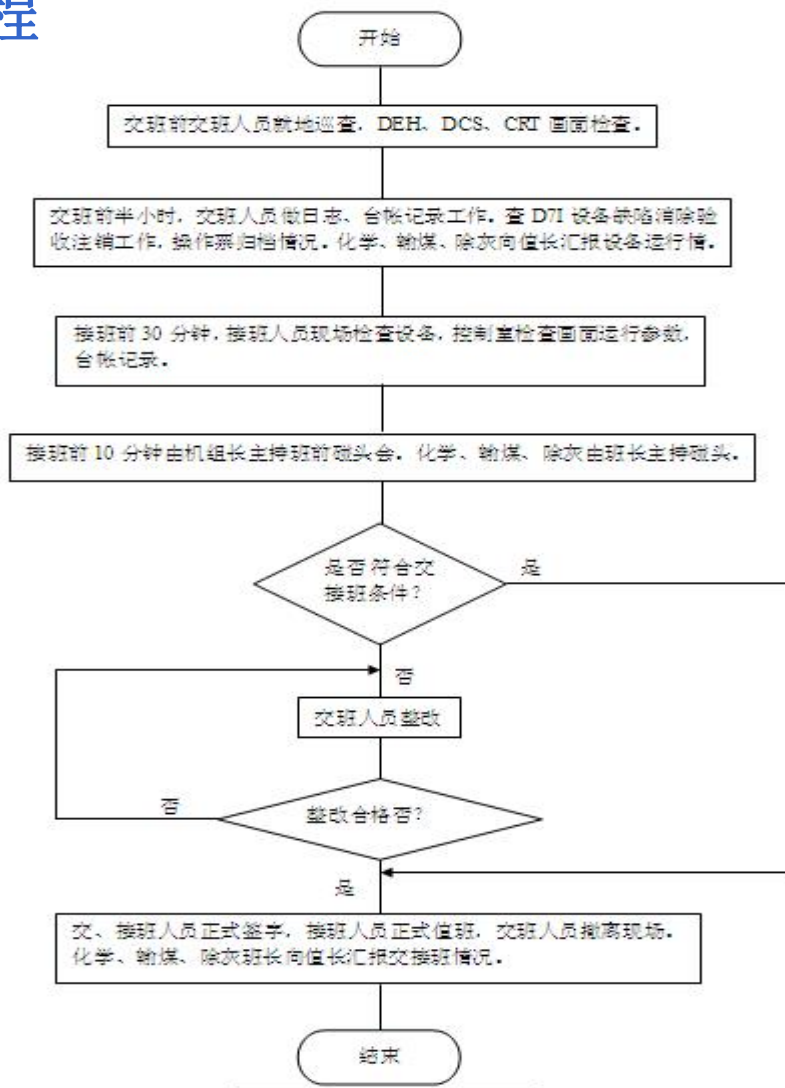 程
开始
交班前交班人员就地巡查，DEH、DCS、CRT 画面检查。
交班前半小时，交班人员做日志、台帐记录工作。查 D7I 设备缺陷消除验
收注销工作，操作票归档情况。化学、输煤、除灰向值长汇报设备运行情。
接班前 30 分钟，接班人员现场检查设备，控制室检查画面运行参数，
台帐记录。
接班前 10 分钟由机组长主持班前碰头会。化学、输煤、除灰由班长主持碰头。
是否符合交
接班条件？
是
否
交班人员整改
否
整改合格否？
是
交、接班人员正式签字，接班人员正式值班，交班人员撤离现场。
化学、输煤、除灰班长向值长汇报交接班情况。
结束